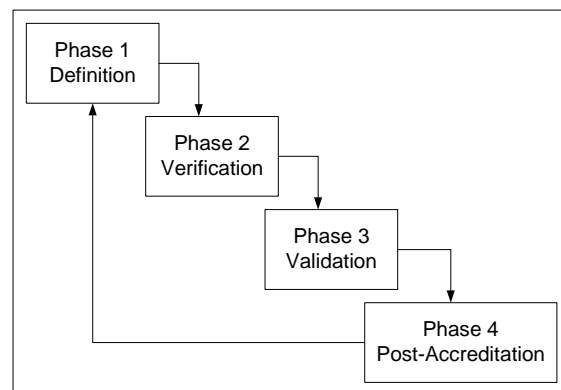 Phase 1
Definition
Phase 2
Verification
Phase 3
Validation
Phase 4
Post-Accreditation